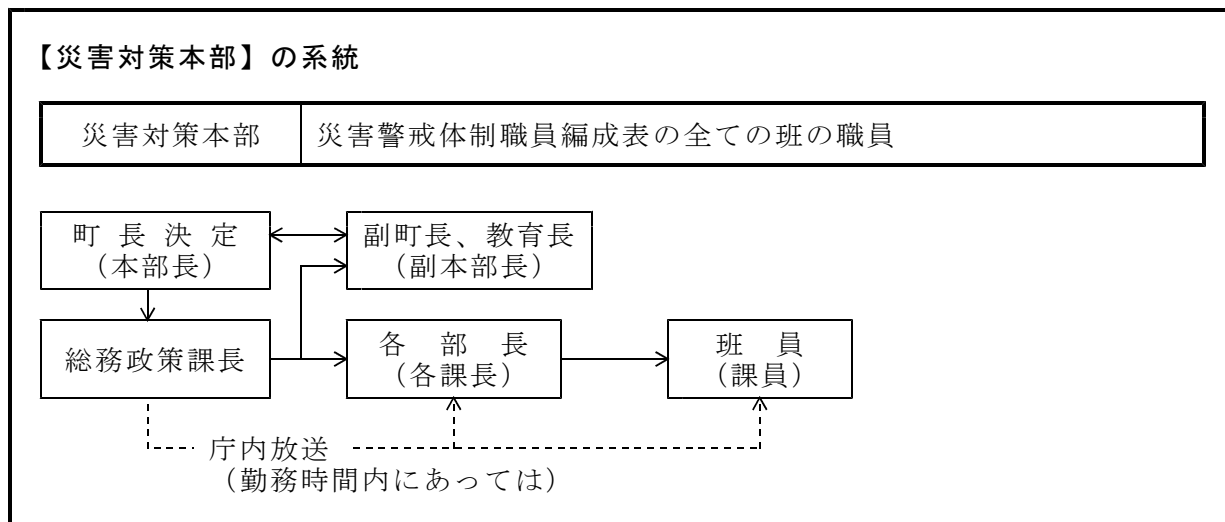 【災害対策本部】の系統
災害対策本部 災害警戒体制職員編成表の全ての班の職員
町長決定 副町長、教育長
（本部長） （副本部長）
総務政策課長 各部長 班員
（各課長） （課員）
庁内放送
（勤務時間内にあっては）